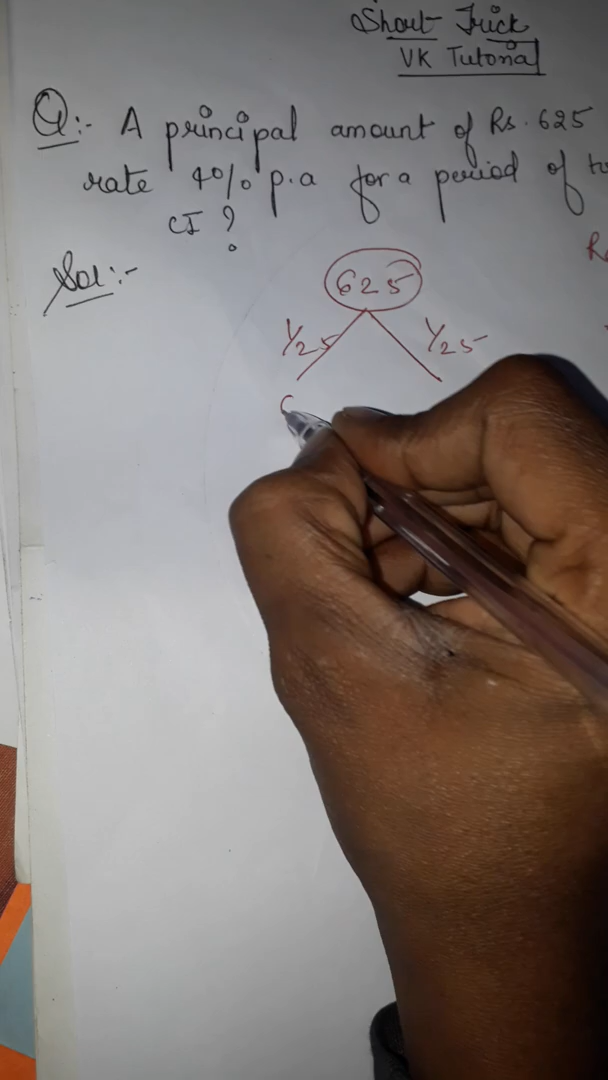 Short Trick
VK Tutorial
Q:- A principal amount of Rs. 625
rate 4% p.a for a period of
CI ?
Sol:-
625
1/25 1/25